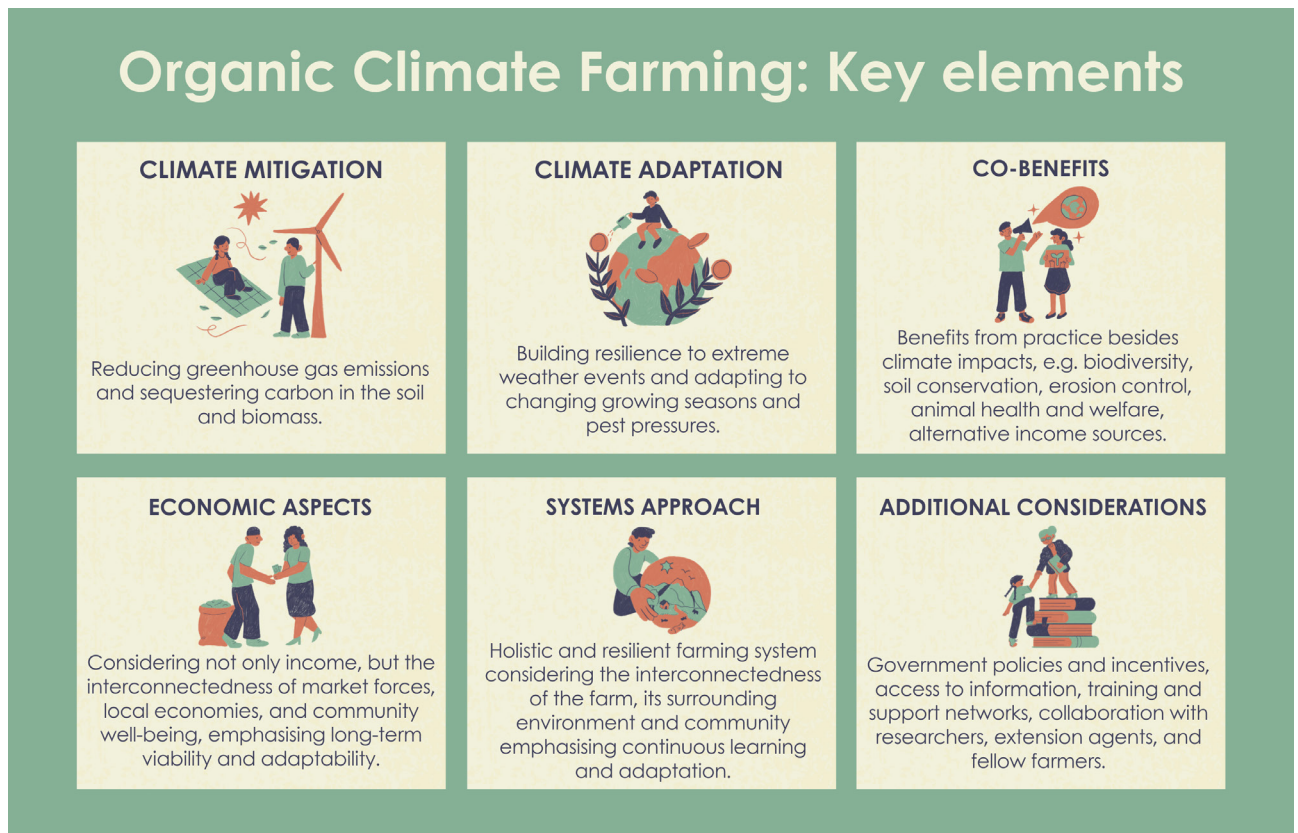 Organic Climate Farming: Key elements
CLIMATE MITIGATION
Reducing greenhouse gas emissions
and sequestering carbon in the soil
and biomass.
CLIMATE ADAPTATION
Building resilience to extreme
weather events and adapting to
changing growing seasons and
pest pressures.
CO-BENEFITS
Benefits from practice besides
climate impacts, e.g. biodiversity,
soil conservation, erosion control,
animal health and welfare,
alternative income sources.
ECONOMIC ASPECTS
Considering not only income, but the
interconnectedness of market forces,
local economies, and community
well-being, emphasising long-term
viability and adaptability.
SYSTEMS APPROACH
Holistic and resilient farming system
considering the interconnectedness
of the farm, its surrounding
environment and community
emphasising continuous learning
and adaptation.
ADDITIONAL CONSIDERATIONS
Government policies and incentives,
access to information, training and
support networks, collaboration with
researchers, extension agents, and
fellow farmers.